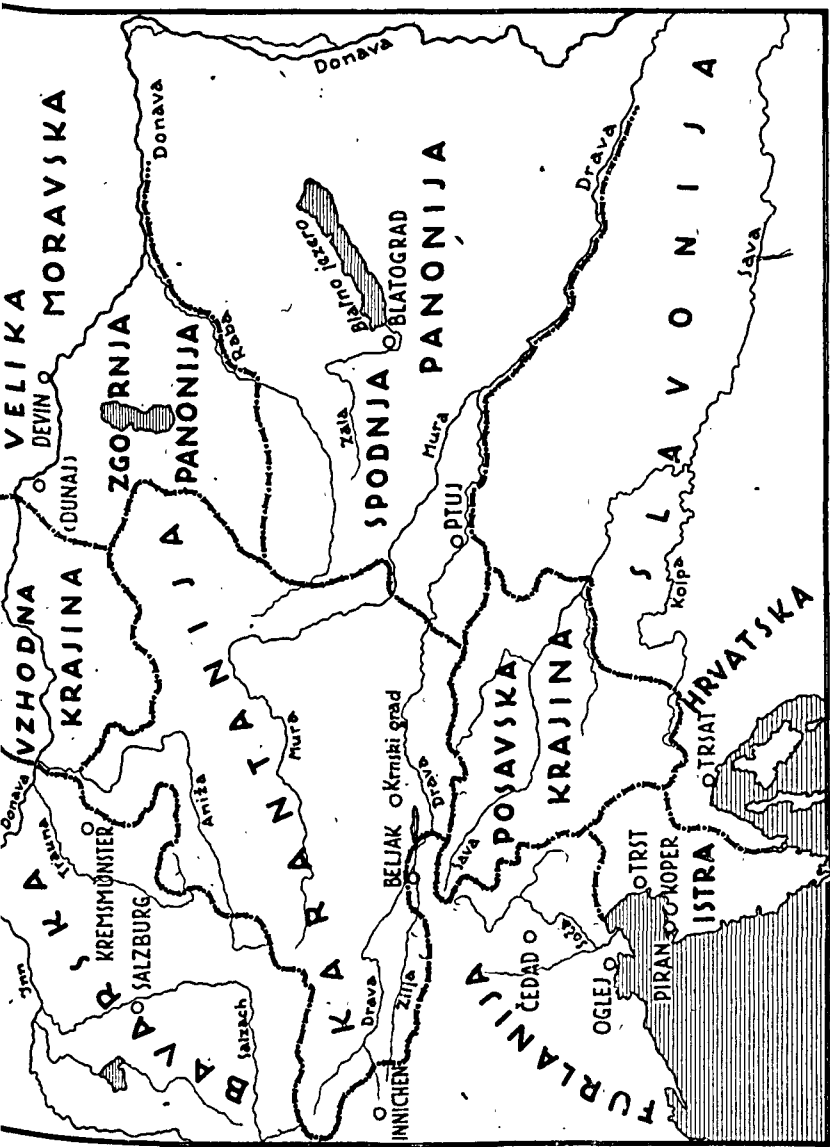 VELIKA
MORAVSKA
DEVIN
(DUNAJ)
Donava
Donava
Donava
VZHODNA
KRAJINA
ZGORNJA
PANONIJA
Raba
Blatno jezero
BLATOGRAD
Zala
SPODNJA
PANONIJA
Mura
PTUJ
Drava
SLAVONIJA
Sava
Kolpa
HRVATSKA
BAVARSKA
Inn
Trauna
KREMSMÜNSTER
SALZBURG
Salzach
Aniža
KARANTANIJA
Mura
Krnski grad
Drava
BELJAK
Drava
Zilja
INNICHEN
POSAVSKA
KRAJINA
Sava
FURLANIJA
ČEDAD
Soča
OGLEJ
TRST
KOPER
PIRAN
ISTRA
TRSAT